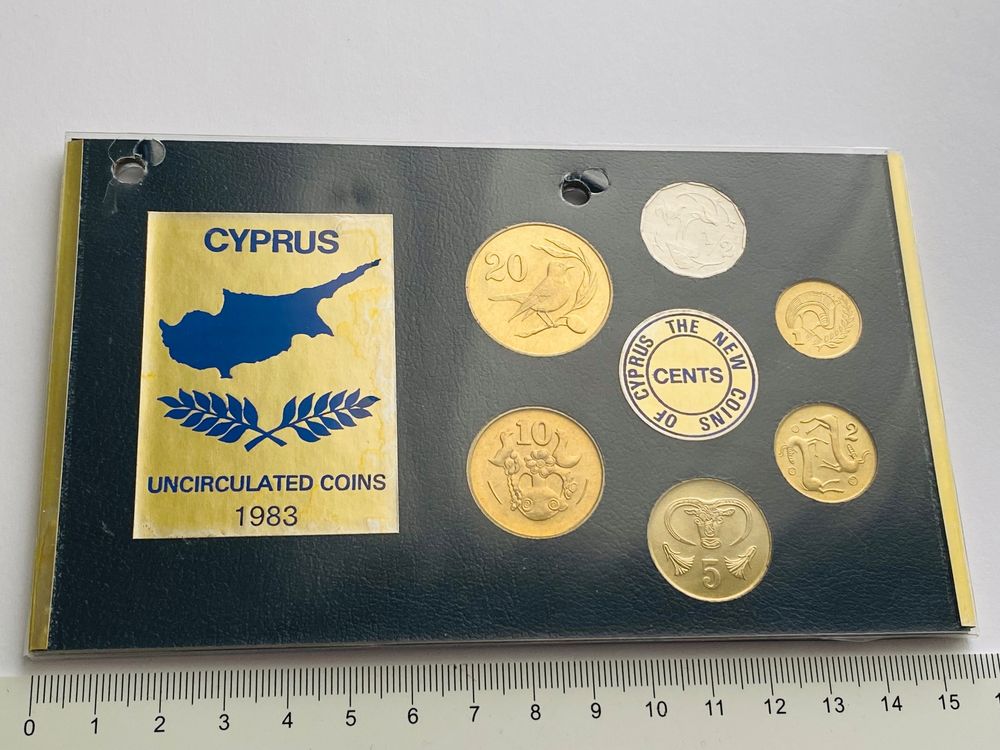 CYPRUS
UNCIRCULATED COINS
1983
20
10
THE NEW COINS OF CYPRUS
CENTS
1
2
5
0 1 2 3 4 5 6 7 8 9 10 11 12 13 14 15